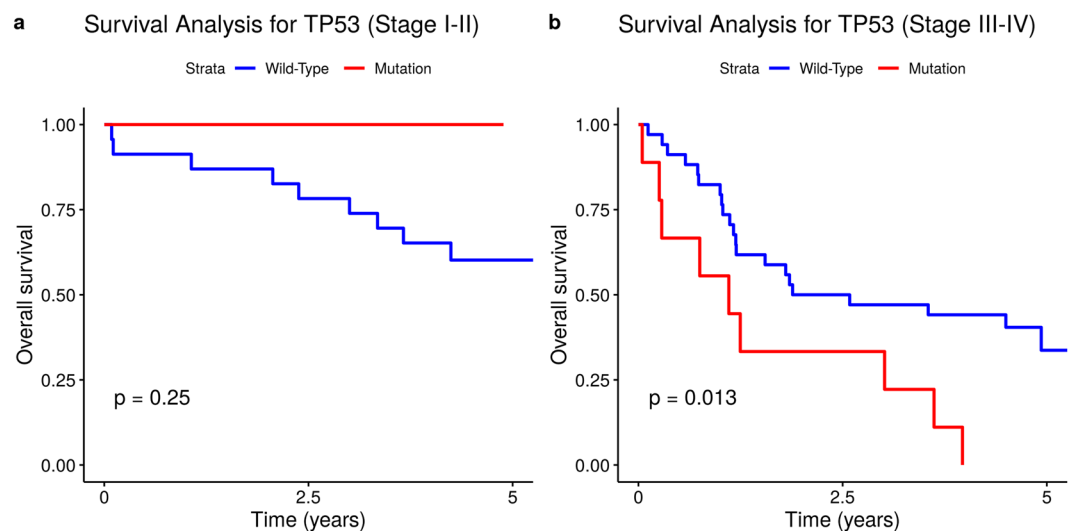 a Survival Analysis for TP53 (Stage I-II)
Strata Wild-Type Mutation
Overall survival
1.00
0.75
0.50
0.25
0.00
p = 0.25
0 2.5 5
Time (years)
b Survival Analysis for TP53 (Stage III-IV)
Strata Wild-Type Mutation
Overall survival
1.00
0.75
0.50
0.25
0.00
p = 0.013
0 2.5 5
Time (years)